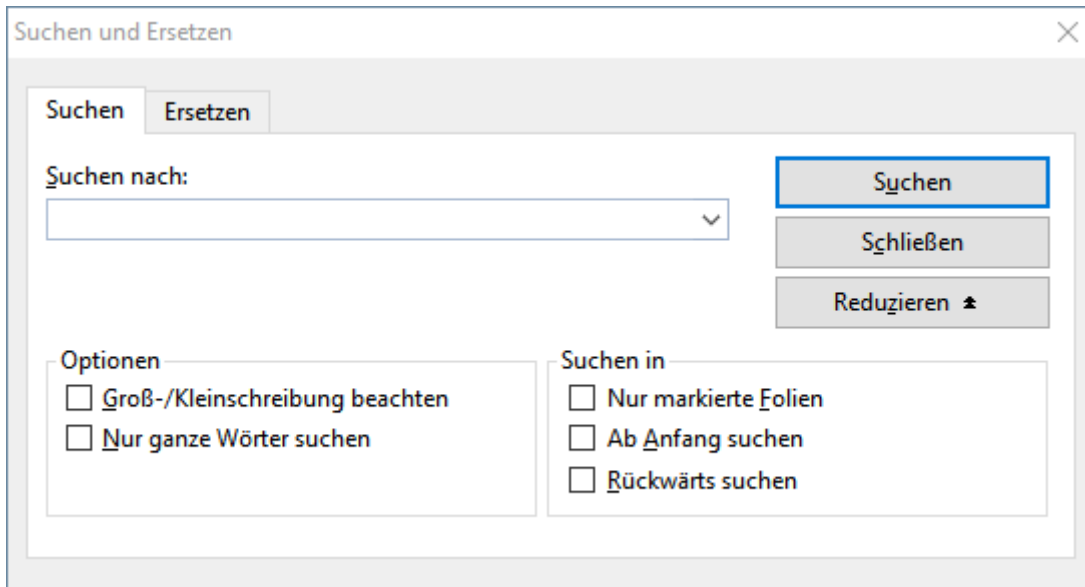 Suchen und Ersetzen
Suchen
Ersetzen
Suchen nach:
Suchen
Schließen
Reduzieren
Optionen
Groß-/Kleinschreibung beachten
Nur ganze Wörter suchen
Suchen in
Nur markierte Folien
Ab Anfang suchen
Rückwärts suchen